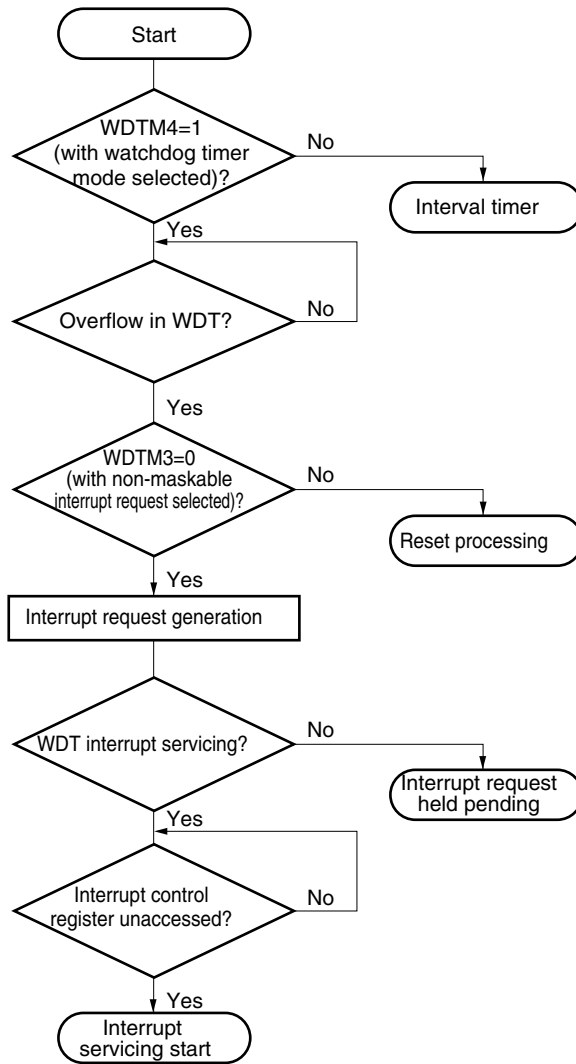 Start
WDTM4=1
(with watchdog timer
mode selected)?
No
Interval timer
Yes
Overflow in WDT?
No
Yes
WDTM3=0
(with non-maskable
interrupt request selected)?
No
Reset processing
Yes
Interrupt request generation
WDT interrupt servicing?
No
Interrupt request
held pending
Yes
Interrupt control
register unaccessed?
No
Yes
Interrupt
servicing start